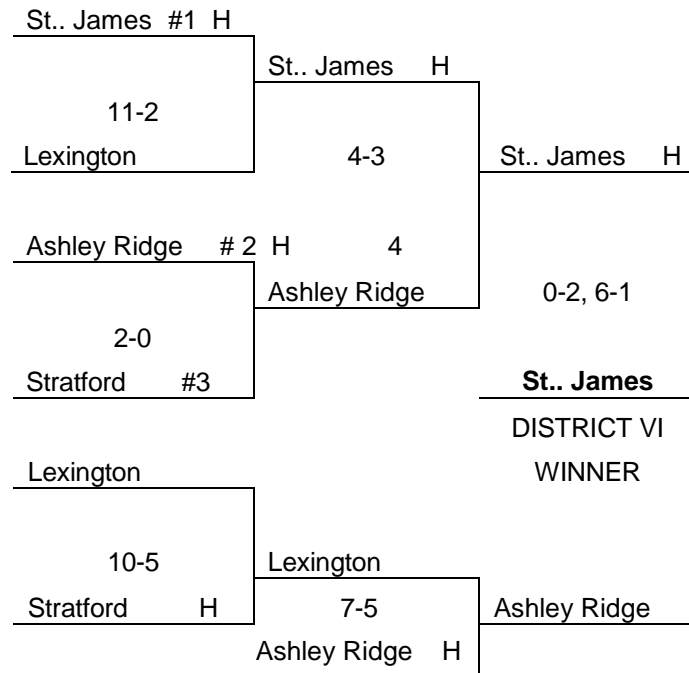 St.. James #1 H
St.. James H
11-2
Lexington
4-3
St.. James H
Ashley Ridge # 2 H
4
Ashley Ridge
0-2, 6-1
2-0
Stratford #3
St.. James
DISTRICT VI
WINNER
Lexington
10-5
Lexington
Stratford H
7-5
Ashley Ridge
Ashley Ridge H